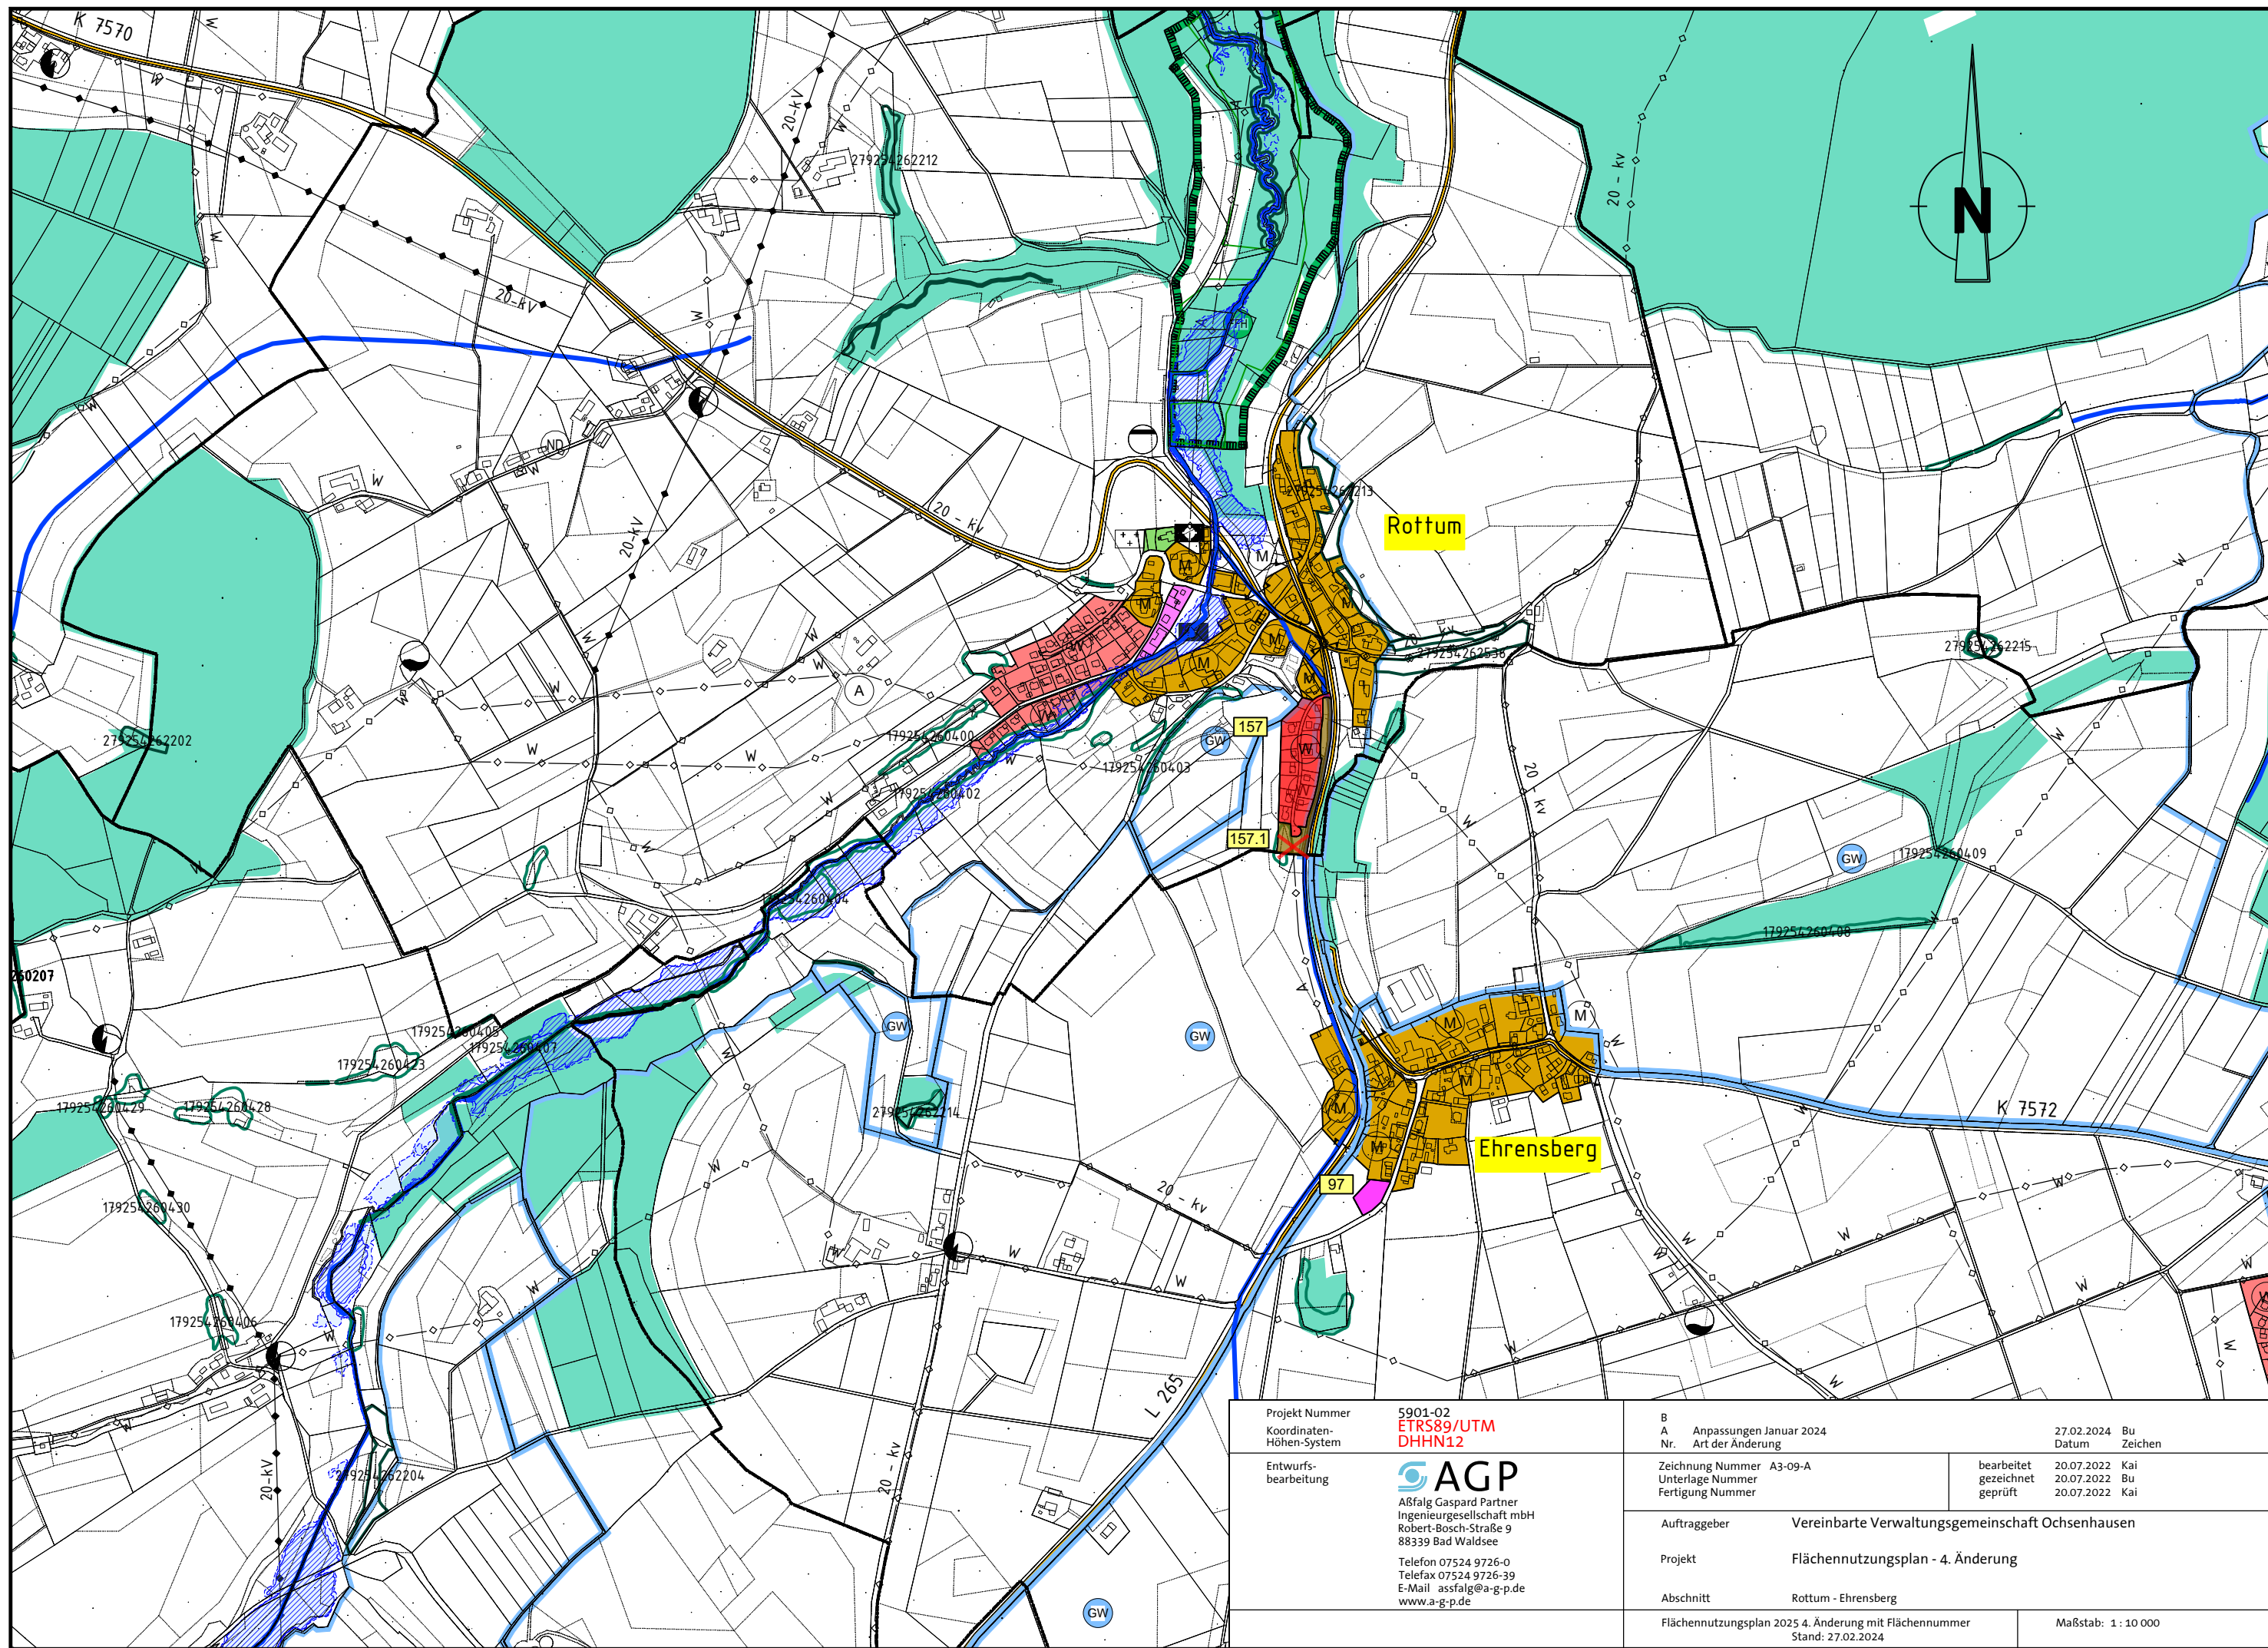 K 7570
W
W
W
20-kV
W
279254262212
20 - kv
N
W
20-kV
W
FFH
W
W
ND
W
W
20 - kv
279254262213
Rottum
20-kV
M
M
M
M
M
W
M
M
M
W
W
W
A
279254262538
279254262215
W
279254262202
W
W
179254260400
157
GW
W
W
179254260403
179254260402
20 - kv
W
157.1
GW
179254260409
W
179254260404
179254260408
260207
A
GW
GW
M
M
W
179254260405
179254260407
179254260423
179254260429
179254260428
279254262214
M
M
K 7572
M
Ehrensberg
97
20 - kv
W
179254260430
W
W
W
W
179254260406
W
W
L 265
20-kV
279254262204
20 - kv
GW
Projekt Nummer 5901-02
Koordinaten- ETRS89/UTM
Höhen-System DHHN12
Entwurfs-
bearbeitung
AGP
Aßfalg Gaspard Partner
Ingenieurgesellschaft mbH
Robert-Bosch-Straße 9
88339 Bad Waldsee
Telefon 07524 9726-0
Telefax 07524 9726-39
E-Mail assfalg@a-g-p.de
www.a-g-p.de
B
A Anpassungen Januar 2024 27.02.2024 Bu
Nr. Art der Änderung Datum Zeichen
Zeichnung Nummer A3-09-A bearbeitet 20.07.2022 Kai
Unterlage Nummer gezeichnet 20.07.2022 Bu
Fertigung Nummer geprüft 20.07.2022 Kai
Auftraggeber Vereinbarte Verwaltungsgemeinschaft Ochsenhausen
Projekt Flächennutzungsplan - 4. Änderung
Abschnitt Rottum - Ehrensberg
Flächennutzungsplan 2025 4. Änderung mit Flächennummer
Stand: 27.02.2024
Maßstab: 1 : 10 000